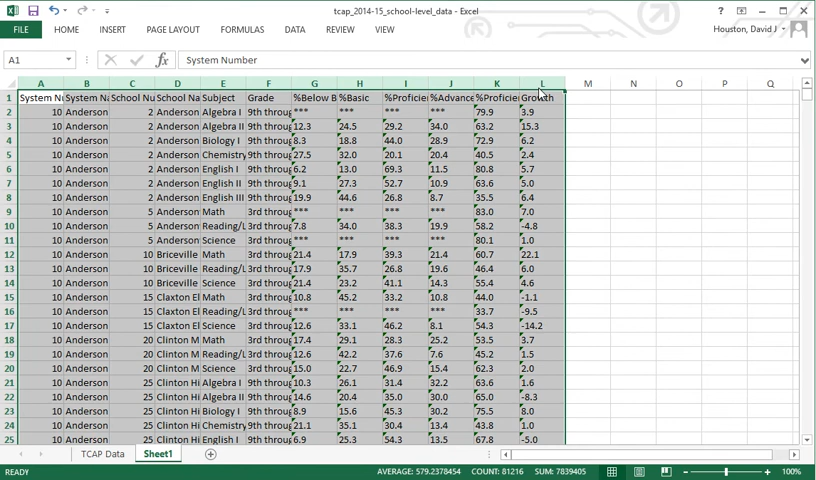 tcap_2014-15_school-level_data - Excel
FILE HOME INSERT PAGE LAYOUT FORMULAS DATA REVIEW VIEW Houston, David J
A1 fx System Number
A B C D E F G H I J K L M N O P Q
1 System Nu System Na School Nu School Na Subject Grade %Below B %Basic %Proficie %Advance %Proficie Growth
2 10 Anderson 2 Anderson Algebra I 9th throug *** *** *** *** 79.9 3.9
3 10 Anderson 2 Anderson Algebra II 9th throug 12.3 24.5 29.2 34.0 63.2 15.3
4 10 Anderson 2 Anderson Biology I 9th throug 8.3 18.8 44.0 28.9 72.9 6.2
5 10 Anderson 2 Anderson Chemistry 9th throug 27.5 32.0 20.1 20.4 40.5 2.4
6 10 Anderson 2 Anderson English I 9th throug 6.2 13.0 69.3 11.5 80.8 5.7
7 10 Anderson 2 Anderson English II 9th throug 9.1 27.3 52.7 10.9 63.6 5.0
8 10 Anderson 2 Anderson English III 9th throug 19.9 44.6 26.8 8.7 35.5 6.4
9 10 Anderson 5 Anderson Math 3rd throug *** *** *** *** 83.0 7.0
10 10 Anderson 5 Anderson Reading/L 3rd throug 7.8 34.0 38.3 19.9 58.2 -4.8
11 10 Anderson 5 Anderson Science 3rd throug *** *** *** *** 80.1 1.0
12 10 Anderson 10 Briceville Math 3rd throug 21.4 17.9 39.3 21.4 60.7 22.1
13 10 Anderson 10 Briceville Reading/L 3rd throug 17.9 35.7 26.8 19.6 46.4 6.0
14 10 Anderson 10 Briceville Science 3rd throug 21.4 23.2 41.1 14.3 55.4 4.6
15 10 Anderson 15 Claxton El Math 3rd throug 10.8 45.2 33.2 10.8 44.0 -1.1
16 10 Anderson 15 Claxton El Reading/L 3rd throug *** *** *** *** 33.7 -9.5
17 10 Anderson 15 Claxton El Science 3rd throug 12.6 33.1 46.2 8.1 54.3 -14.2
18 10 Anderson 20 Clinton M Math 3rd throug 17.4 29.1 28.3 25.2 53.5 3.7
19 10 Anderson 20 Clinton M Reading/L 3rd throug 12.6 42.2 37.6 7.6 45.2 1.5
20 10 Anderson 20 Clinton M Science 3rd throug 15.0 22.7 46.9 15.4 62.3 2.0
21 10 Anderson 25 Clinton Hi Algebra I 9th throug 10.3 26.1 31.4 32.2 63.6 1.6
22 10 Anderson 25 Clinton Hi Algebra II 9th throug 14.6 20.4 35.0 30.0 65.0 -8.3
23 10 Anderson 25 Clinton Hi Biology I 9th throug 8.9 15.6 45.3 30.2 75.5 8.0
24 10 Anderson 25 Clinton Hi Chemistry 9th throug 21.1 35.1 30.4 13.4 43.8 1.0
25 10 Anderson 25 Clinton Hi English I 9th throug 6.9 25.3 54.3 13.5 67.8 -5.0
TCAP Data Sheet1
READY AVERAGE: 579.2378454 COUNT: 81216 SUM: 7839405 100%